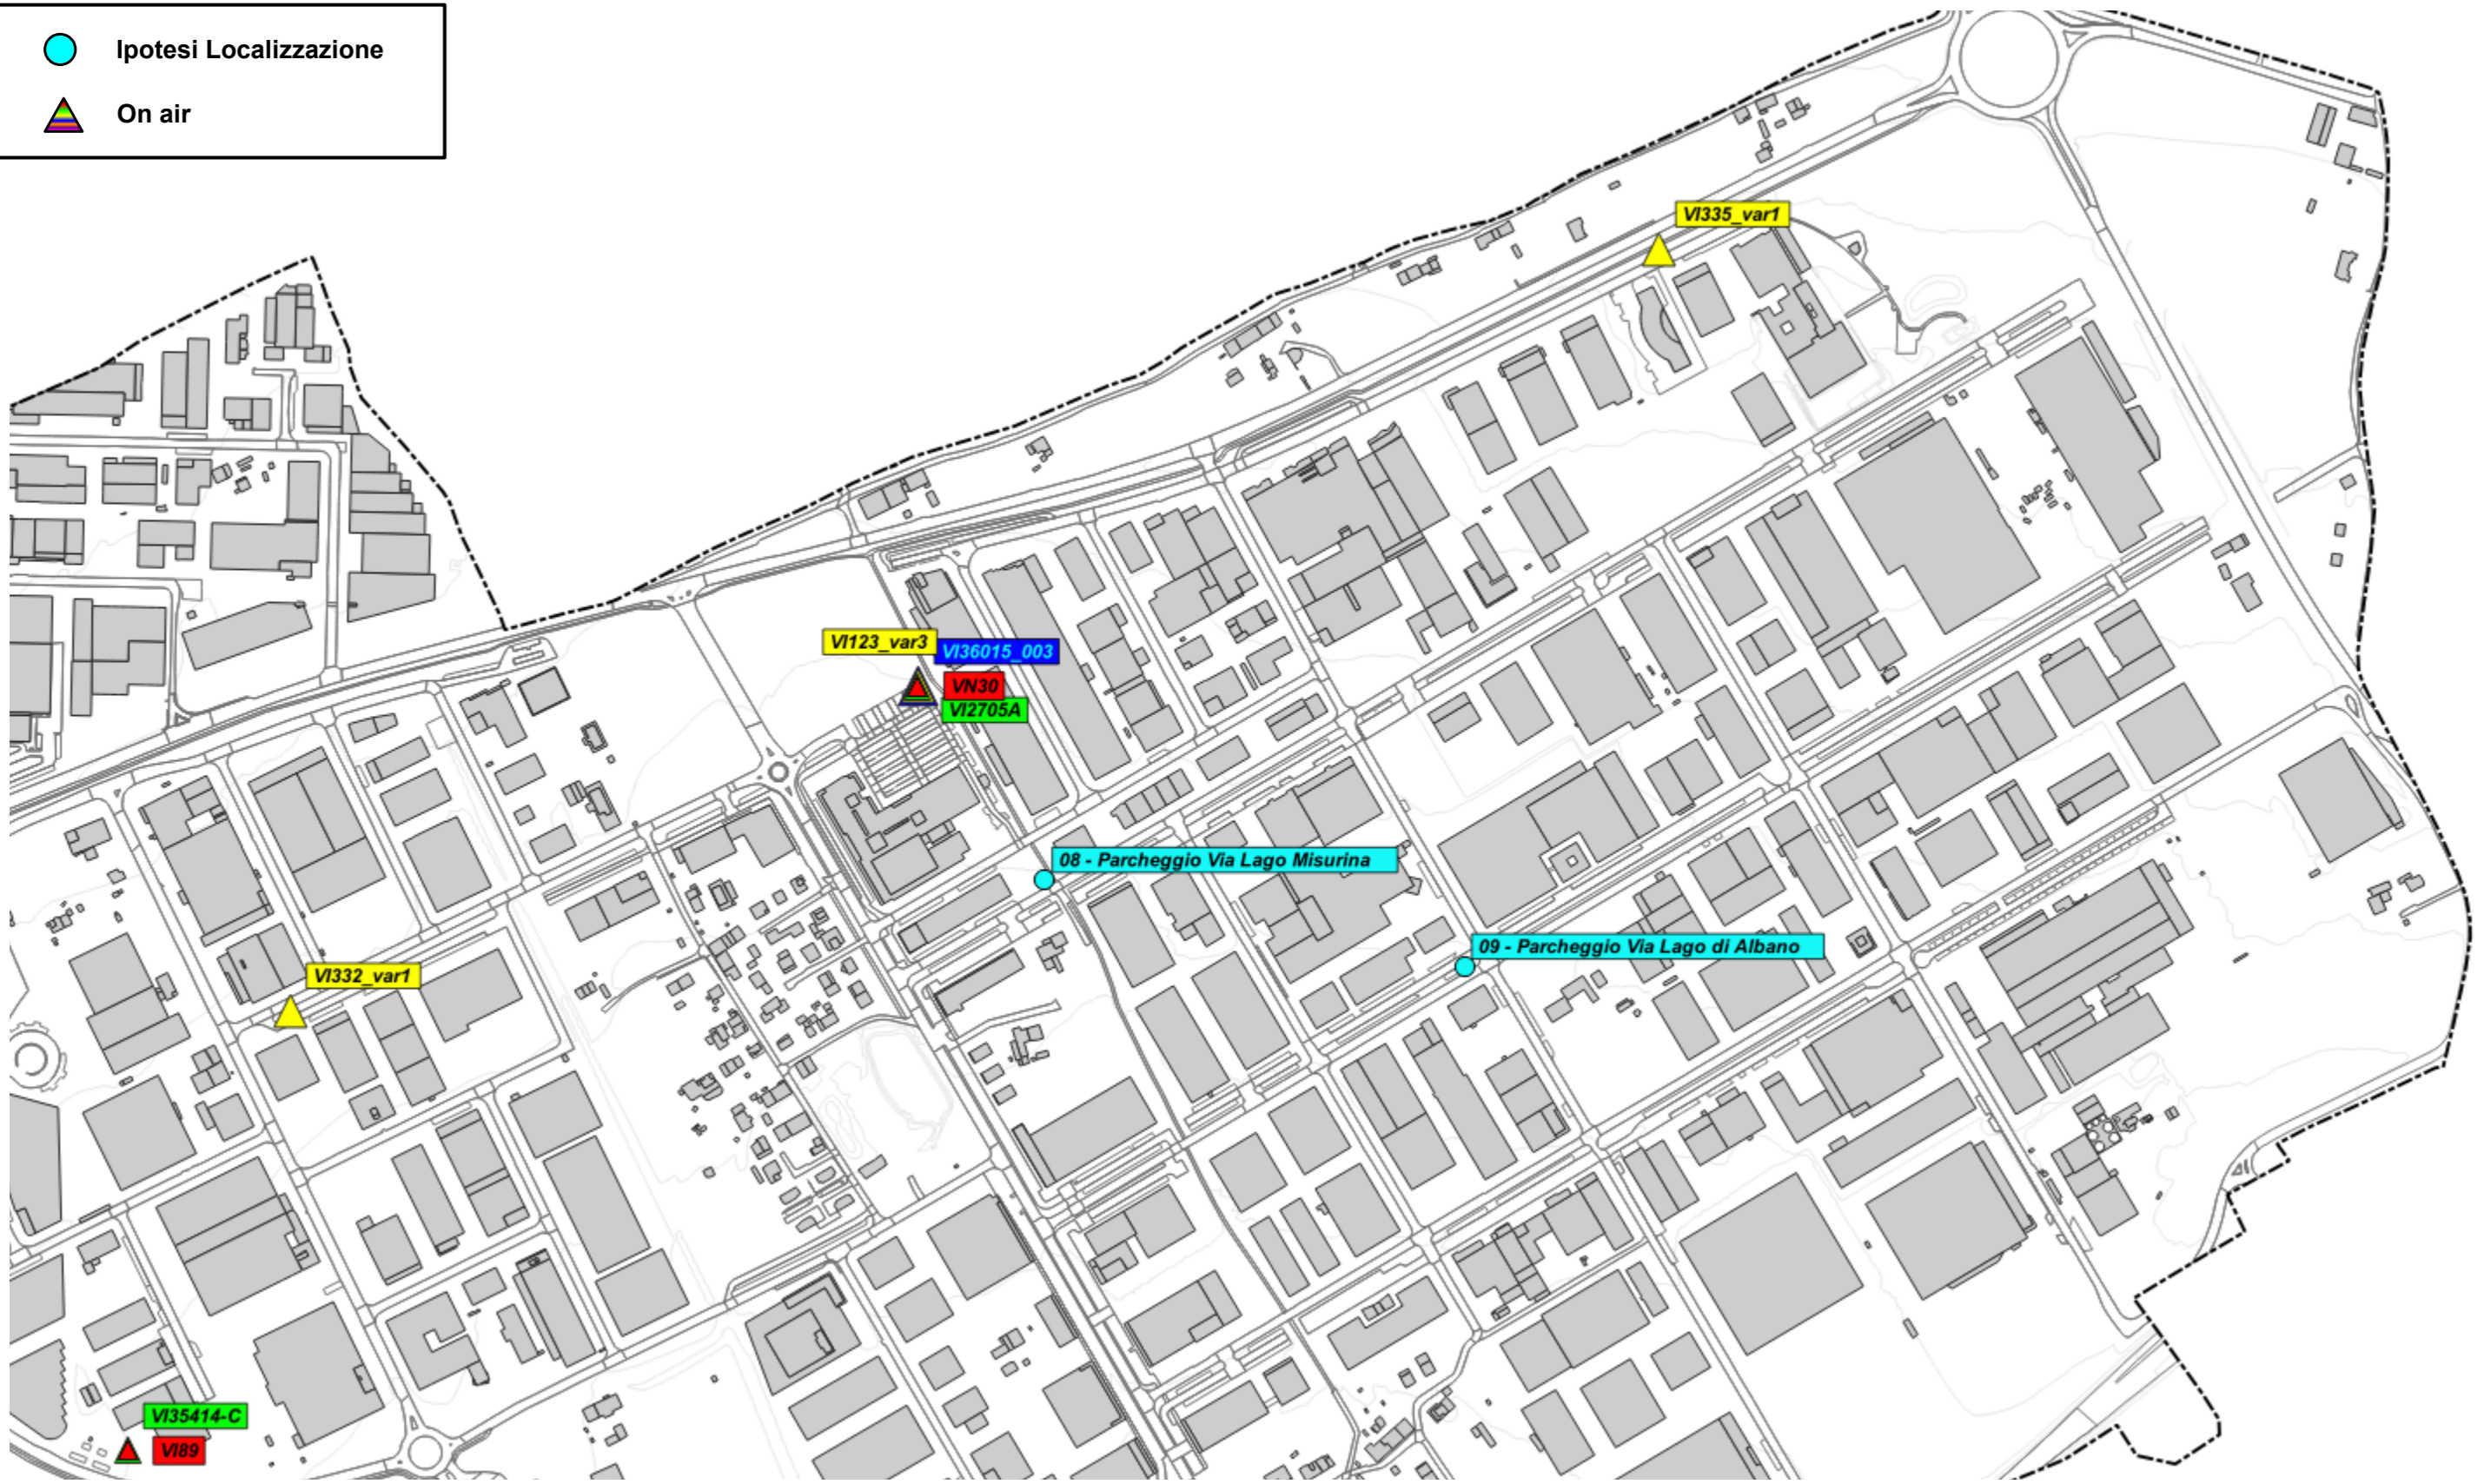 Ipotesi Localizzazione
On air
VI335_var1
VI123_var3
VI36015_003
VN30
VI2705A
08 - Parcheggio Via Lago Misurina
09 - Parcheggio Via Lago di Albano
VI332_var1
VI35414-C
VI89